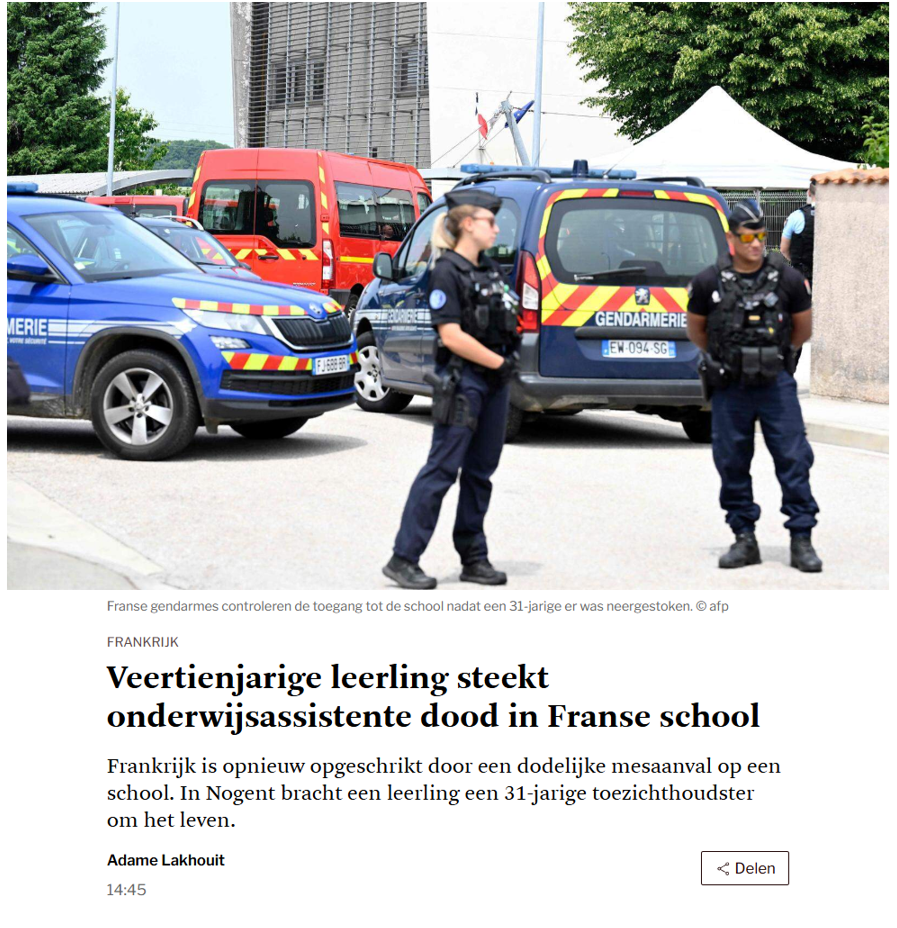 MERIE
NOTRE SÉCURITÉ
FJ-688-BR
GENDARMERIE
GENDARMERIE
EW-094-SG
Franse gendarmes controleren de toegang tot de school nadat een 31-jarige er was neergestoken. © afp
FRANKRIJK
Veertienjarige leerling steekt
onderwijsassistente dood in Franse school
Frankrijk is opnieuw opgeschrikt door een dodelijke mesaanval op een
school. In Nogent bracht een leerling een 31-jarige toezichthoudster
om het leven.
Adame Lakhouit
14:45
Delen